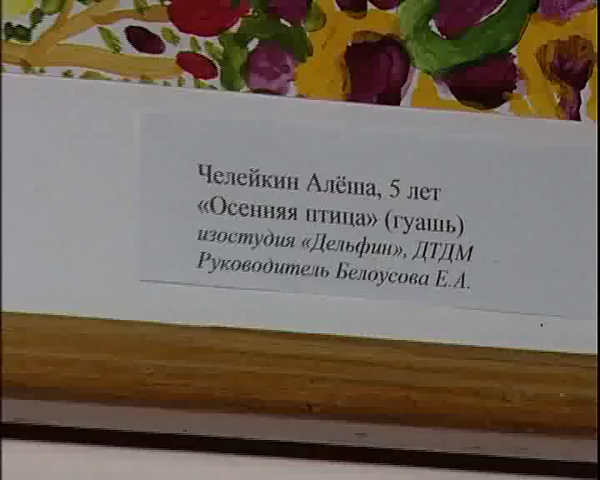 Челейкин Алёша, 5 лет
«Осенняя птица» (гуашь)
изостудия «Дельфин», ДТДМ
Руководитель Белоусова Е.А.